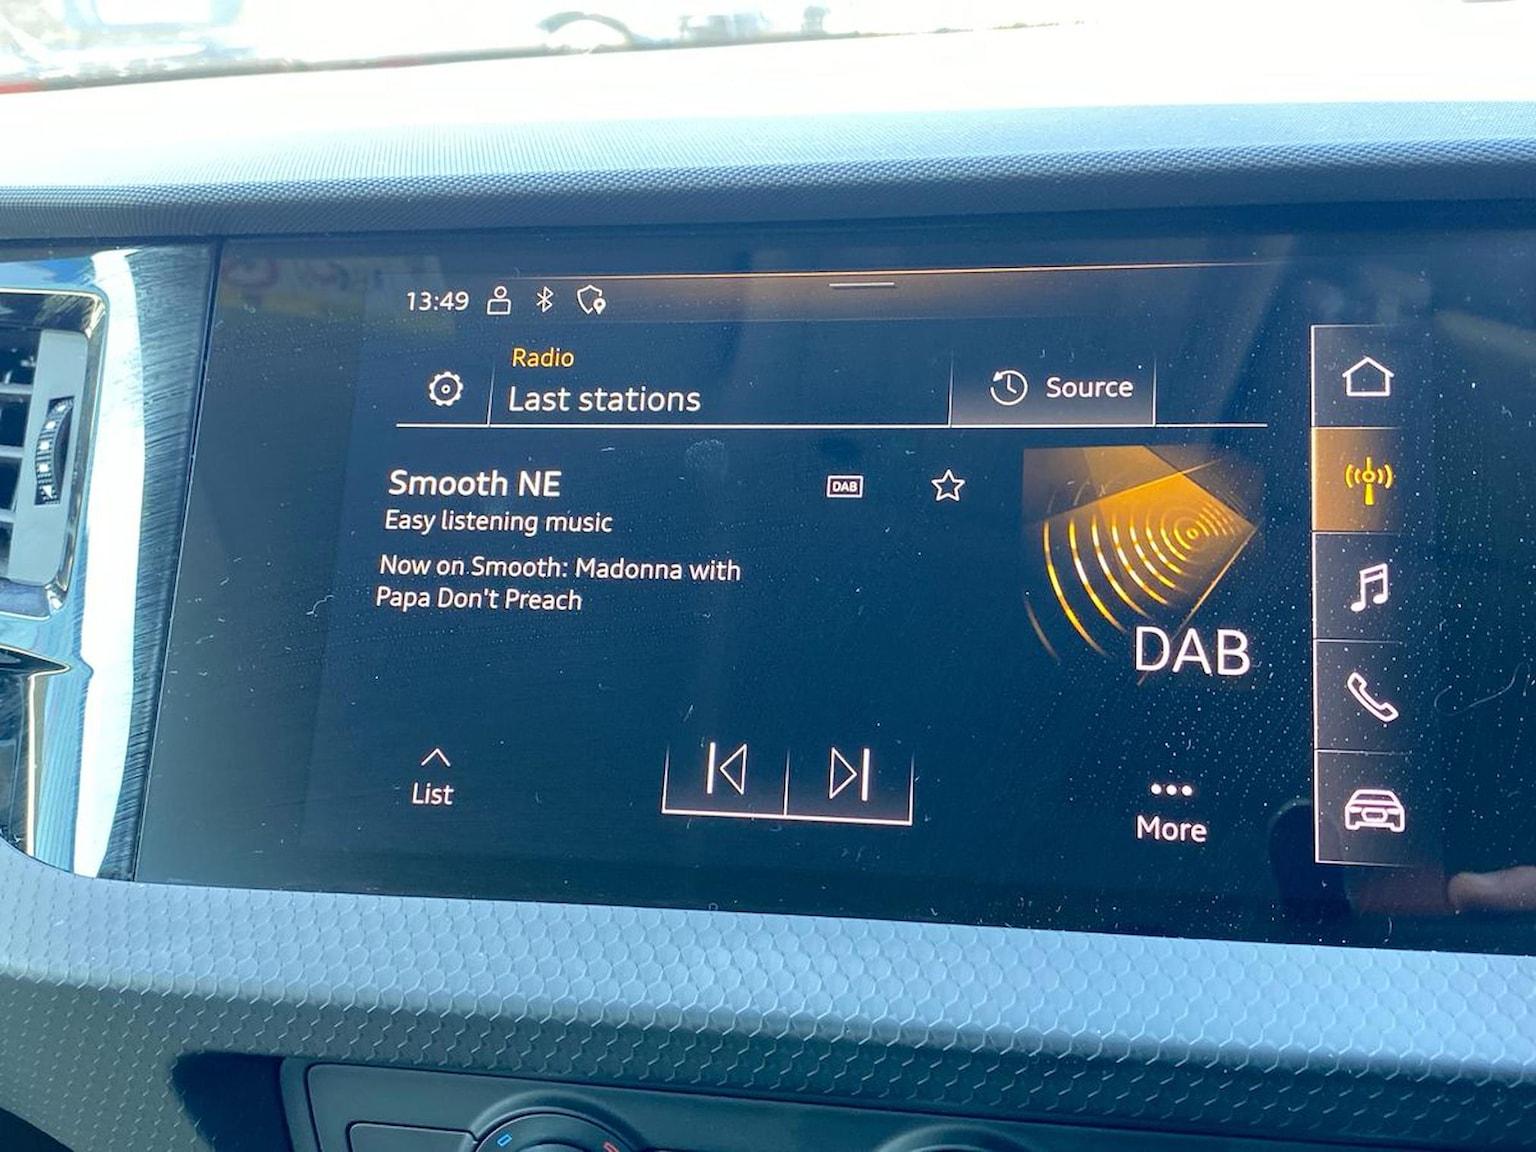 13:49
Radio
Last stations
Source
Smooth NE
DAB
Easy listening music
Now on Smooth: Madonna with
Papa Don't Preach
DAB
List
More